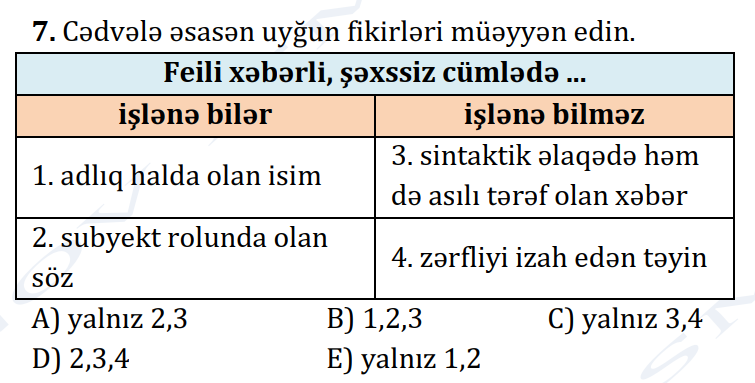 7. Cədvələ əsasən uyğun fikirləri müəyyən edin.
Feili xəbərli, şəxssiz cümlədə ...
işlənə bilər
işlənə bilməz
1. adlıq halda olan isim
3. sintaktik əlaqədə həm
də asılı tərəf olan xəbər
2. subyekt rolunda olan
söz
4. zərfliyi izah edən təyin
A) yalnız 2,3 B) 1,2,3 C) yalnız 3,4
D) 2,3,4 E) yalnız 1,2